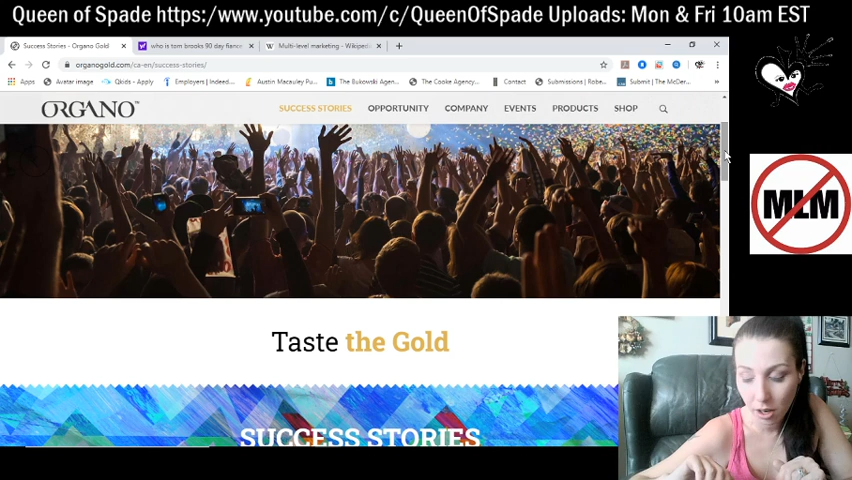 Queen of Spade https:/www.youtube.com/c/QueenOfSpade Uploads: Mon & Fri 10am EST
Success Stories - Organo Gold
who is tom brooks 90 day fiance
Multi-level marketing - Wikipedi
organogold.com/ca-en/success-stories/
Apps Avatar image Qkids - Apply Employers | Indeed... Austin Macauley Pu... The Bukowski Agen... The Cooke Agency... Contact Submissions | Robe... Submit | The McDer...
ORGANO
SUCCESS STORIES OPPORTUNITY COMPANY EVENTS PRODUCTS SHOP
MLM
Taste the Gold
SUCCESS STORIES